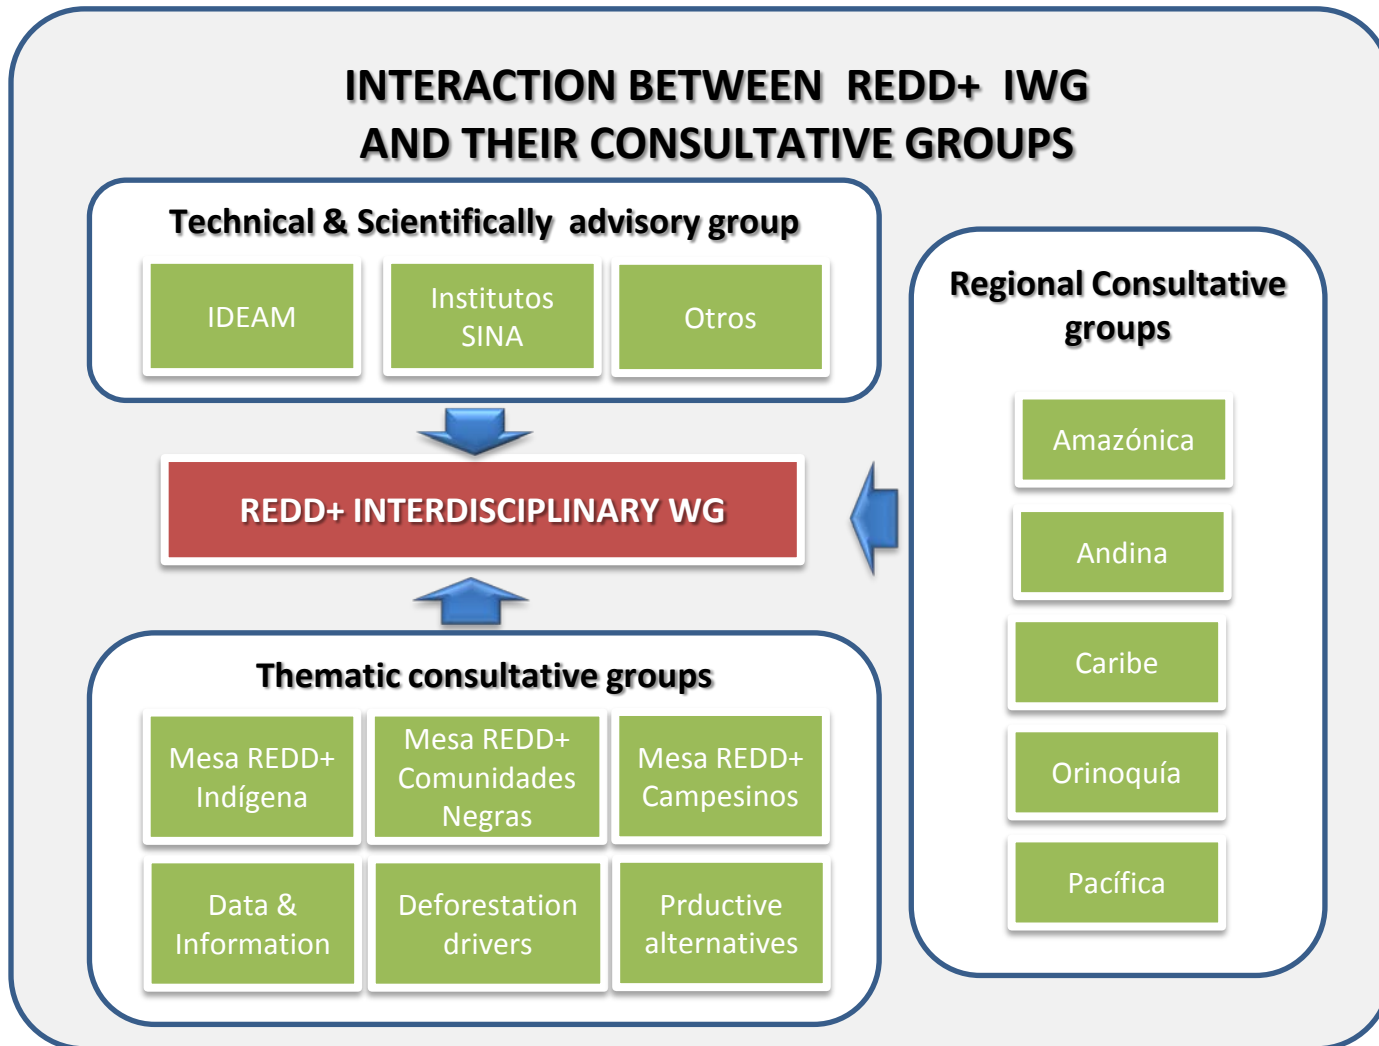 INTERACTION BETWEEN REDD+ IWG
AND THEIR CONSULTATIVE GROUPS
Technical & Scientifically advisory group
IDEAM
Institutos
SINA
Otros
REDD+ INTERDISCIPLINARY WG
Thematic consultative groups
Mesa REDD+
Indígena
Mesa REDD+
Comunidades
Negras
Mesa REDD+
Campesinos
Data &
Information
Deforestation
drivers
Prductive
alternatives
Regional Consultative
groups
Amazónica
Andina
Caribe
Orinoquía
Pacífica